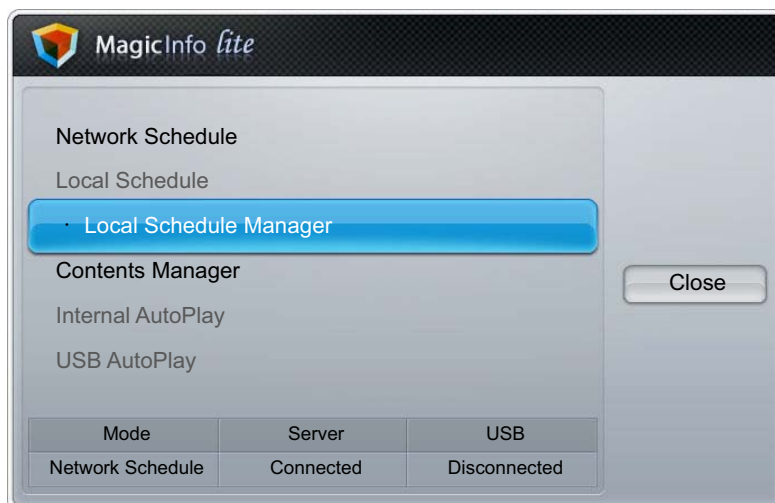 MagicInfo lite
Network Schedule
Local Schedule
· Local Schedule Manager
Contents Manager
Close
Internal AutoPlay
USB AutoPlay
Mode Server USB
Network Schedule Connected Disconnected